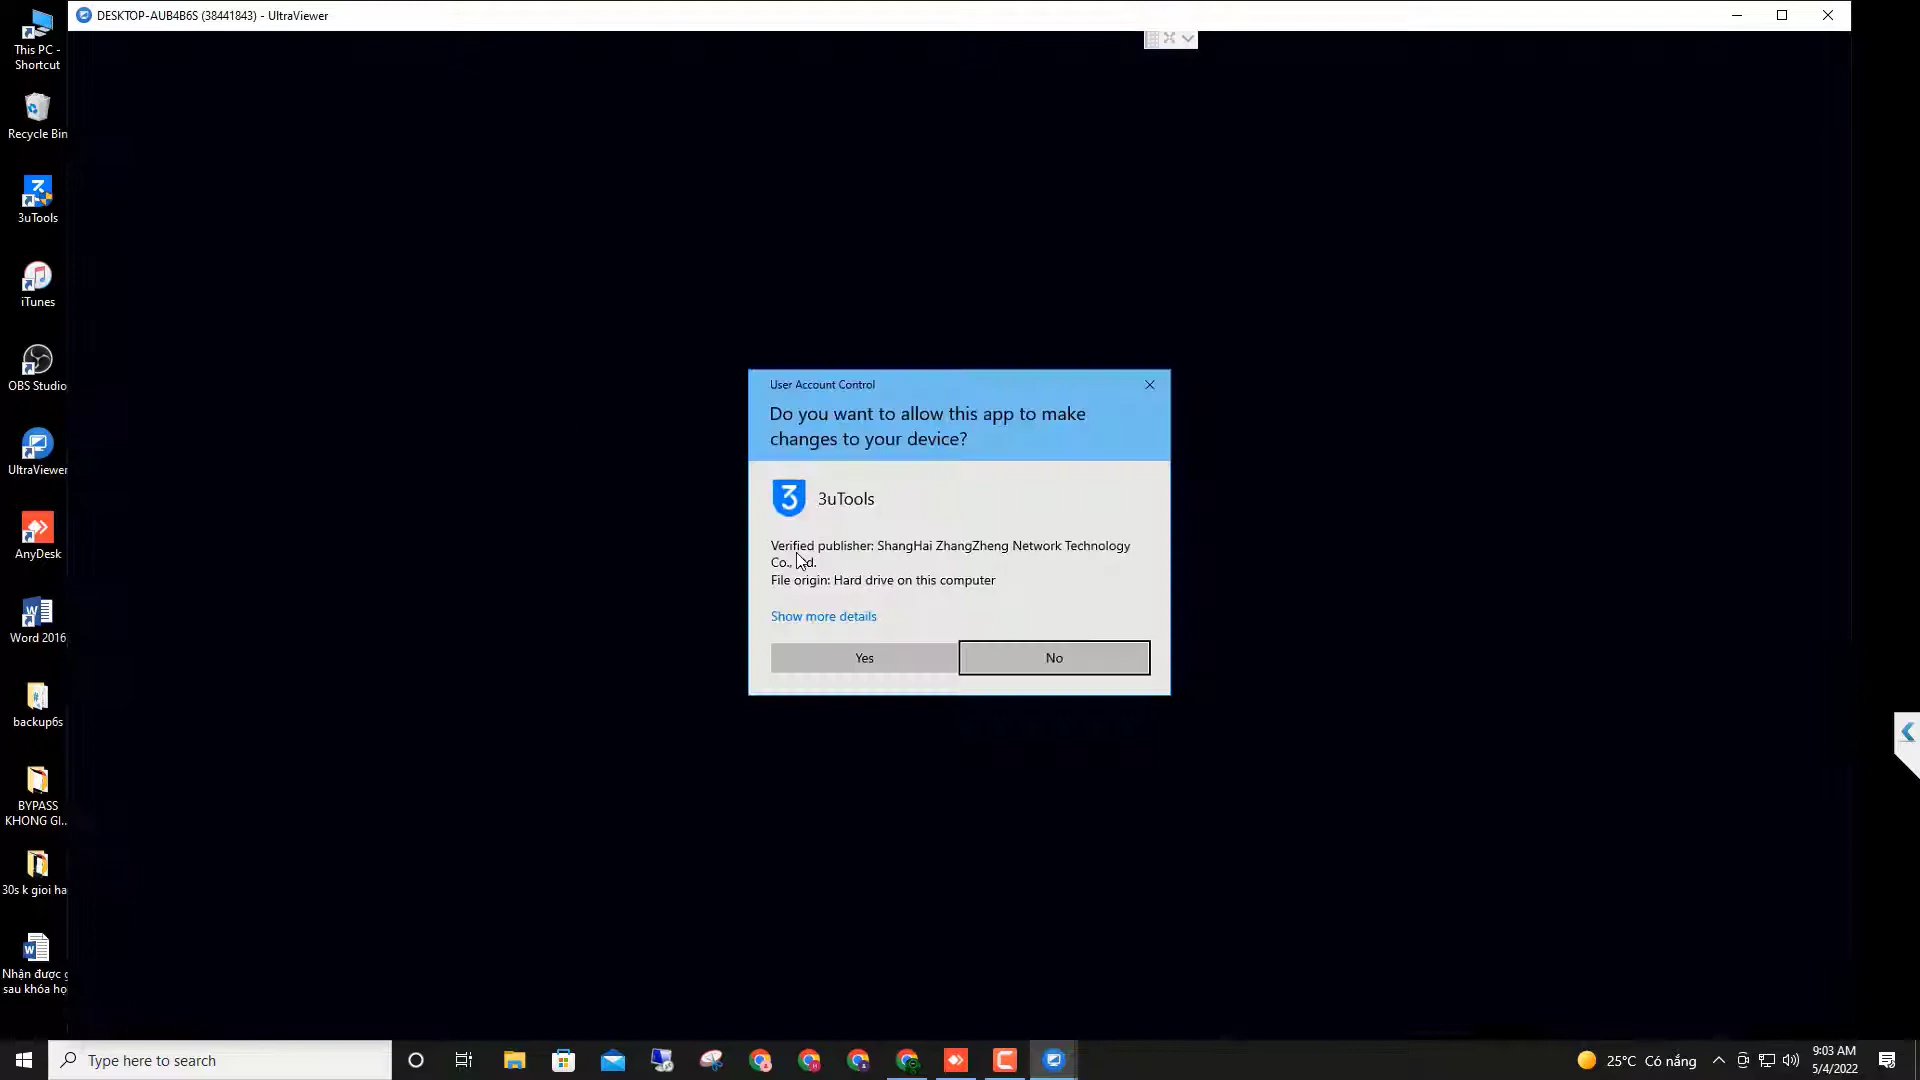 DESKTOP-AUB4B6S (38441843) - UltraViewer
This PC -
Shortcut
Recycle Bin
3uTools
iTunes
OBS Studio
UltraViewer
AnyDesk
Word 2016
backup6s
BYPASS
KHONG GI...
30s k gioi ha
Nhận được g
sau khóa họ
User Account Control
Do you want to allow this app to make
changes to your device?
3
3uTools
Verified publisher: ShangHai ZhangZheng Network Technology
Co., td.
File origin: Hard drive on this computer
Show more details
Yes
No
Type here to search
25°C Có nắng
9:03 AM
5/4/2022